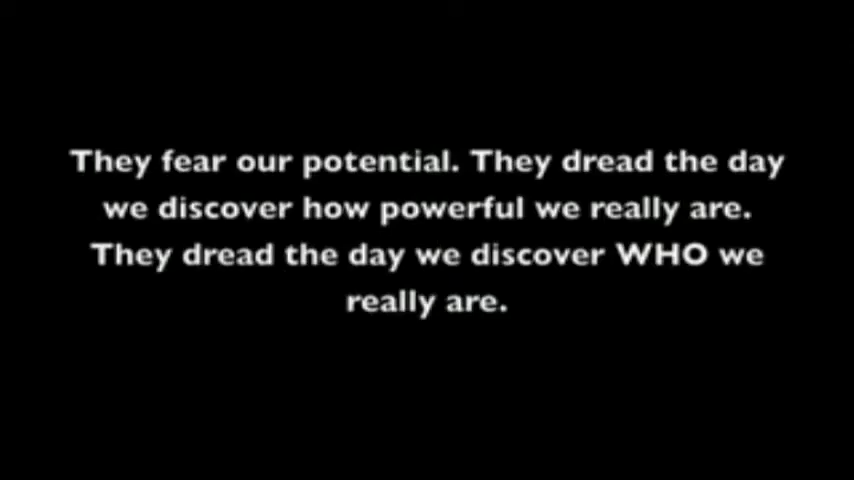 They fear our potential. They dread the day
we discover how powerful we really are.
They dread the day we discover WHO we
really are.